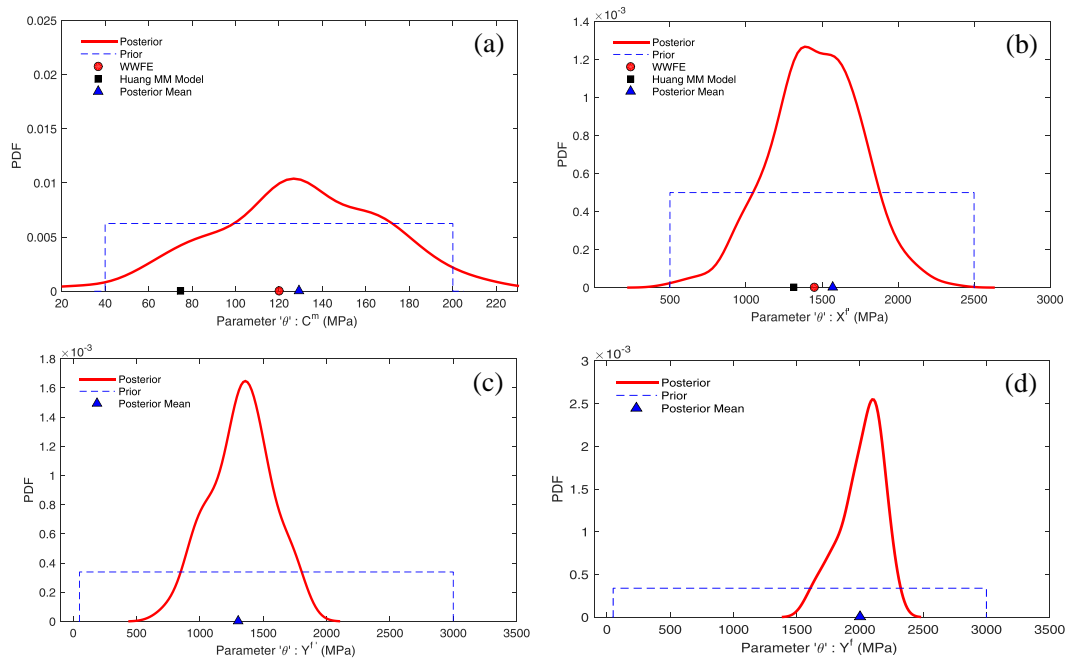 0.025
0.02
0.015
0.01
0.005
0
PDF
Posterior
Prior
WWFE
Huang MM Model
Posterior Mean
(a)
20 40 60 80 100 120 140 160 180 200 220
Parameter 'θ' : C^m (MPa)
×10^-3
1.4
1.2
1
0.8
0.6
0.4
0.2
0
PDF
Posterior
Prior
WWFE
Huang MM Model
Posterior Mean
(b)
500 1000 1500 2000 2500 3000
Parameter 'θ' : X^f (MPa)
×10^-3
1.8
1.6
1.4
1.2
1
0.8
0.6
0.4
0.2
0
PDF
Posterior
Prior
Posterior Mean
(c)
0 500 1000 1500 2000 2500 3000 3500
Parameter 'θ' : Y^f (MPa)
×10^-3
3
2.5
2
1.5
1
0.5
0
PDF
Posterior
Prior
Posterior Mean
(d)
0 500 1000 1500 2000 2500 3000 3500
Parameter 'θ' : Y^f (MPa)